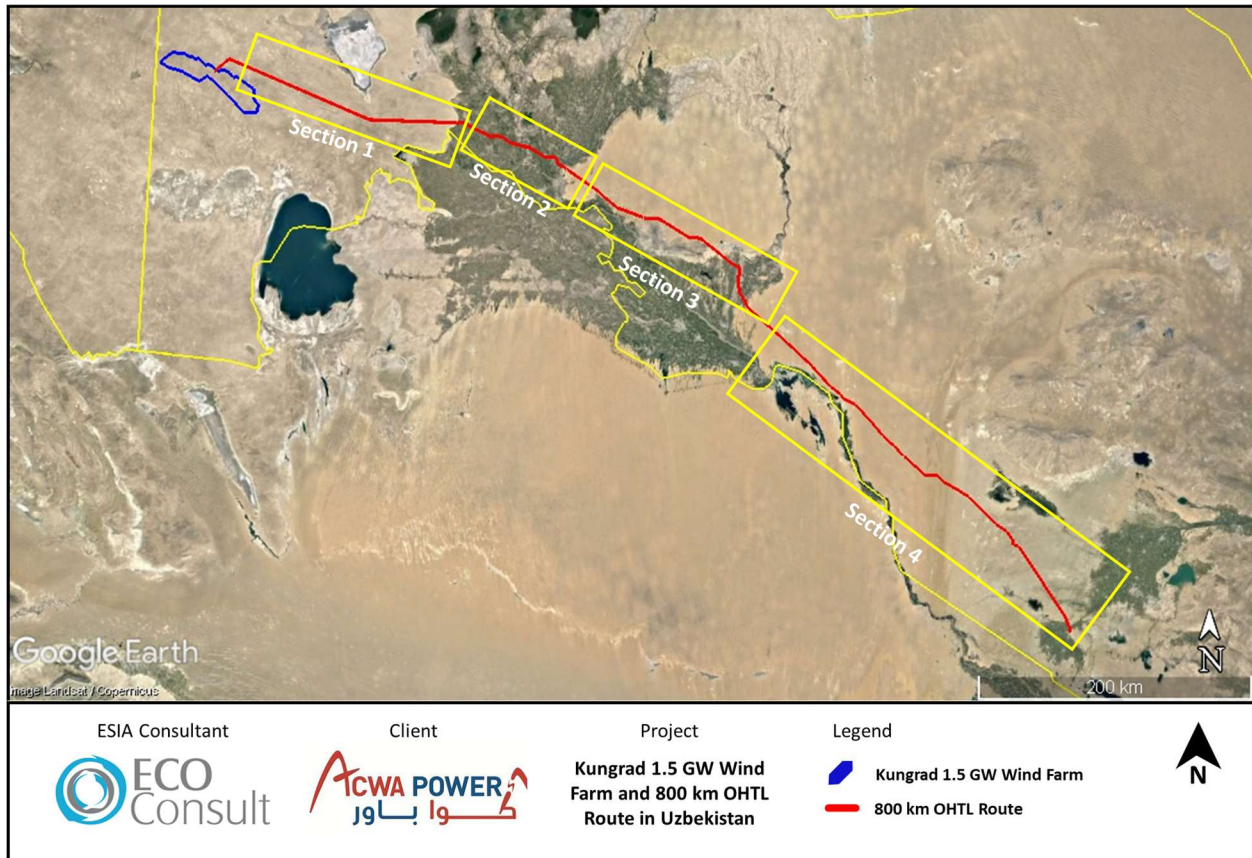 Section 1
Section 2
Section 3
Section 4
Google Earth
Image Landsat / Copernicus
N
200 km
ESIA Consultant
ECO
Consult
Client
ACWA POWER
أكوا باور
Project
Kungrad 1.5 GW Wind
Farm and 800 km OHTL
Route in Uzbekistan
Legend
Kungrad 1.5 GW Wind Farm
800 km OHTL Route
N